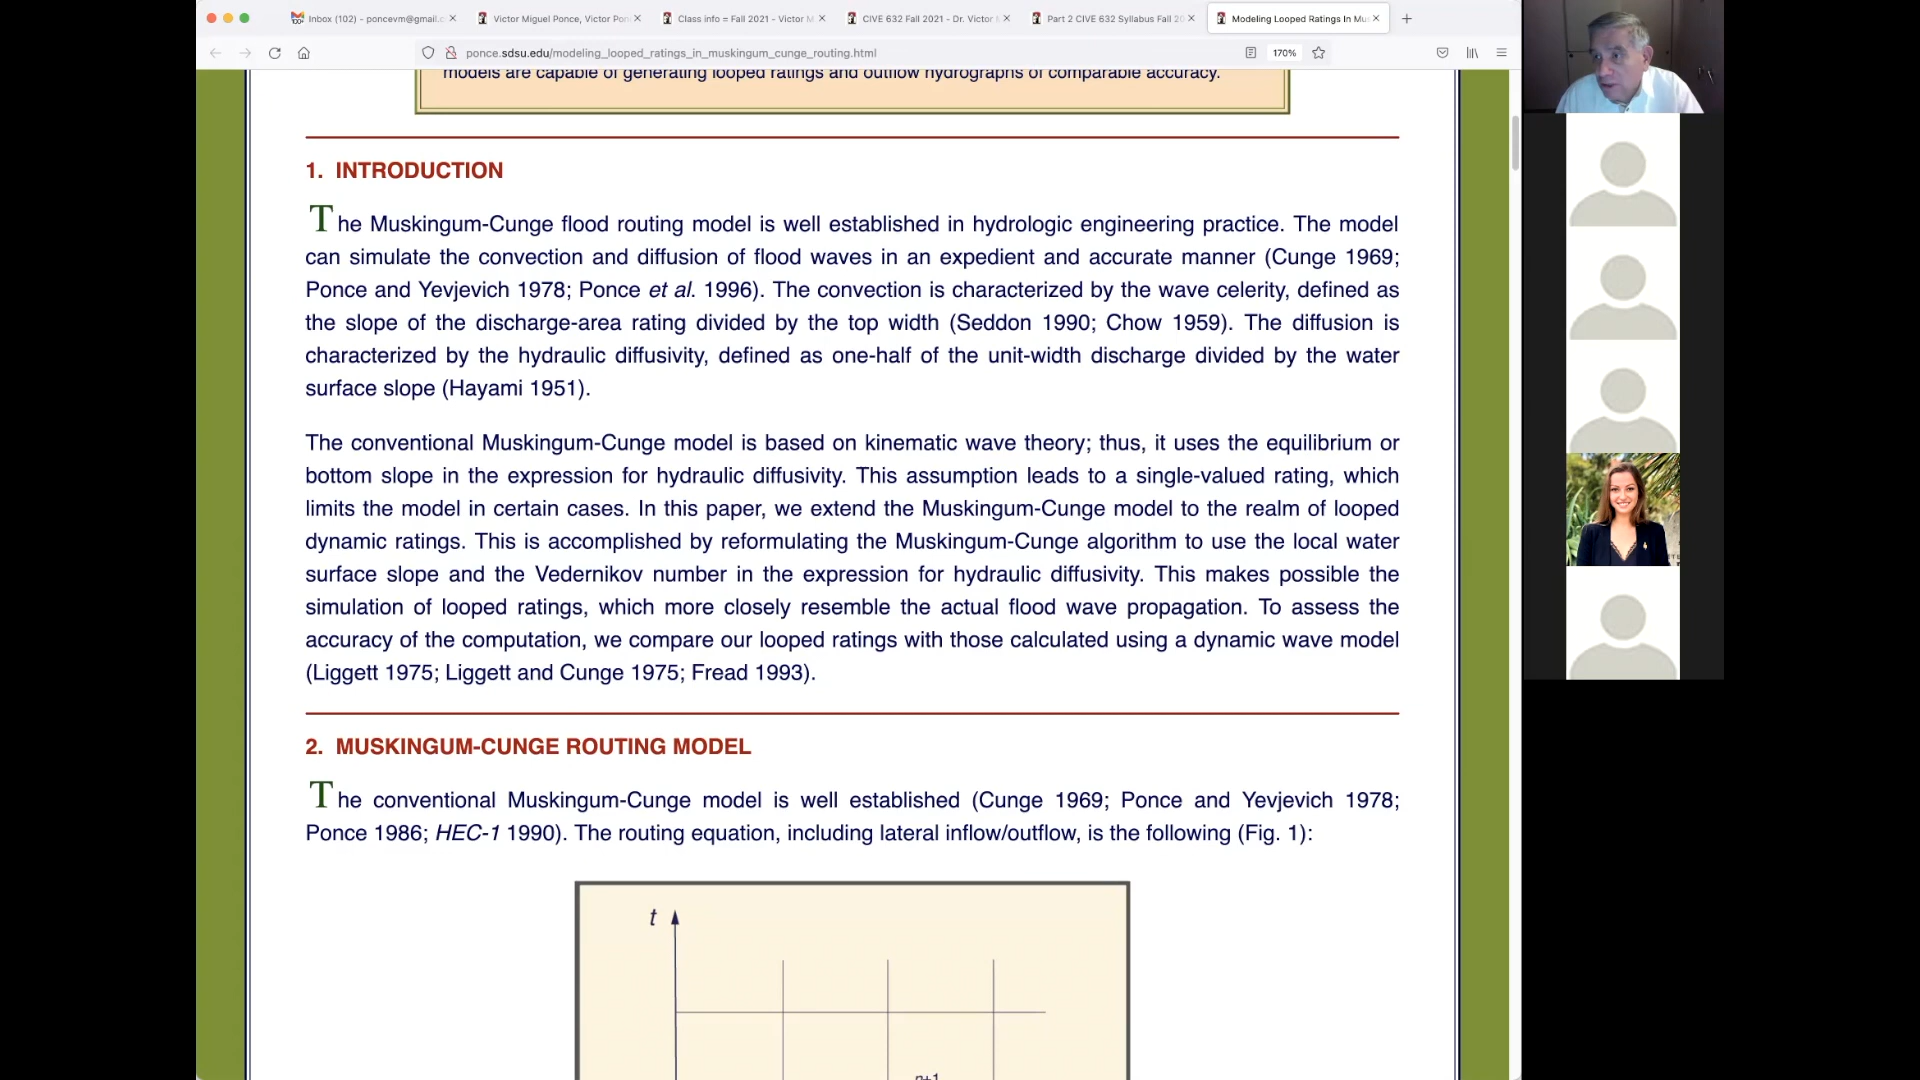 Inbox (102) - poncevm@gmail.c
Victor Miguel Ponce, Victor Pon
Class info = Fall 2021 - Victor M
CIVE 632 Fall 2021 - Dr. Victor
Part 2 CIVE 632 Syllabus Fall 20
Modeling Looped Ratings In Mus
ponce.sdsu.edu/modeling_looped_ratings_in_muskingum_cunge_routing.html
170%
models are capable of generating looped ratings and outflow hydrographs of comparable accuracy.
1. INTRODUCTION
The Muskingum-Cunge flood routing model is well established in hydrologic engineering practice. The model
can simulate the convection and diffusion of flood waves in an expedient and accurate manner (Cunge 1969;
Ponce and Yevjevich 1978; Ponce et al. 1996). The convection is characterized by the wave celerity, defined as
the slope of the discharge-area rating divided by the top width (Seddon 1990; Chow 1959). The diffusion is
characterized by the hydraulic diffusivity, defined as one-half of the unit-width discharge divided by the water
surface slope (Hayami 1951).
The conventional Muskingum-Cunge model is based on kinematic wave theory; thus, it uses the equilibrium or
bottom slope in the expression for hydraulic diffusivity. This assumption leads to a single-valued rating, which
limits the model in certain cases. In this paper, we extend the Muskingum-Cunge model to the realm of looped
dynamic ratings. This is accomplished by reformulating the Muskingum-Cunge algorithm to use the local water
surface slope and the Vedernikov number in the expression for hydraulic diffusivity. This makes possible the
simulation of looped ratings, which more closely resemble the actual flood wave propagation. To assess the
accuracy of the computation, we compare our looped ratings with those calculated using a dynamic wave model
(Liggett 1975; Liggett and Cunge 1975; Fread 1993).
2. MUSKINGUM-CUNGE ROUTING MODEL
The conventional Muskingum-Cunge model is well established (Cunge 1969; Ponce and Yevjevich 1978;
Ponce 1986; HEC-1 1990). The routing equation, including lateral inflow/outflow, is the following (Fig. 1):
t
n+1